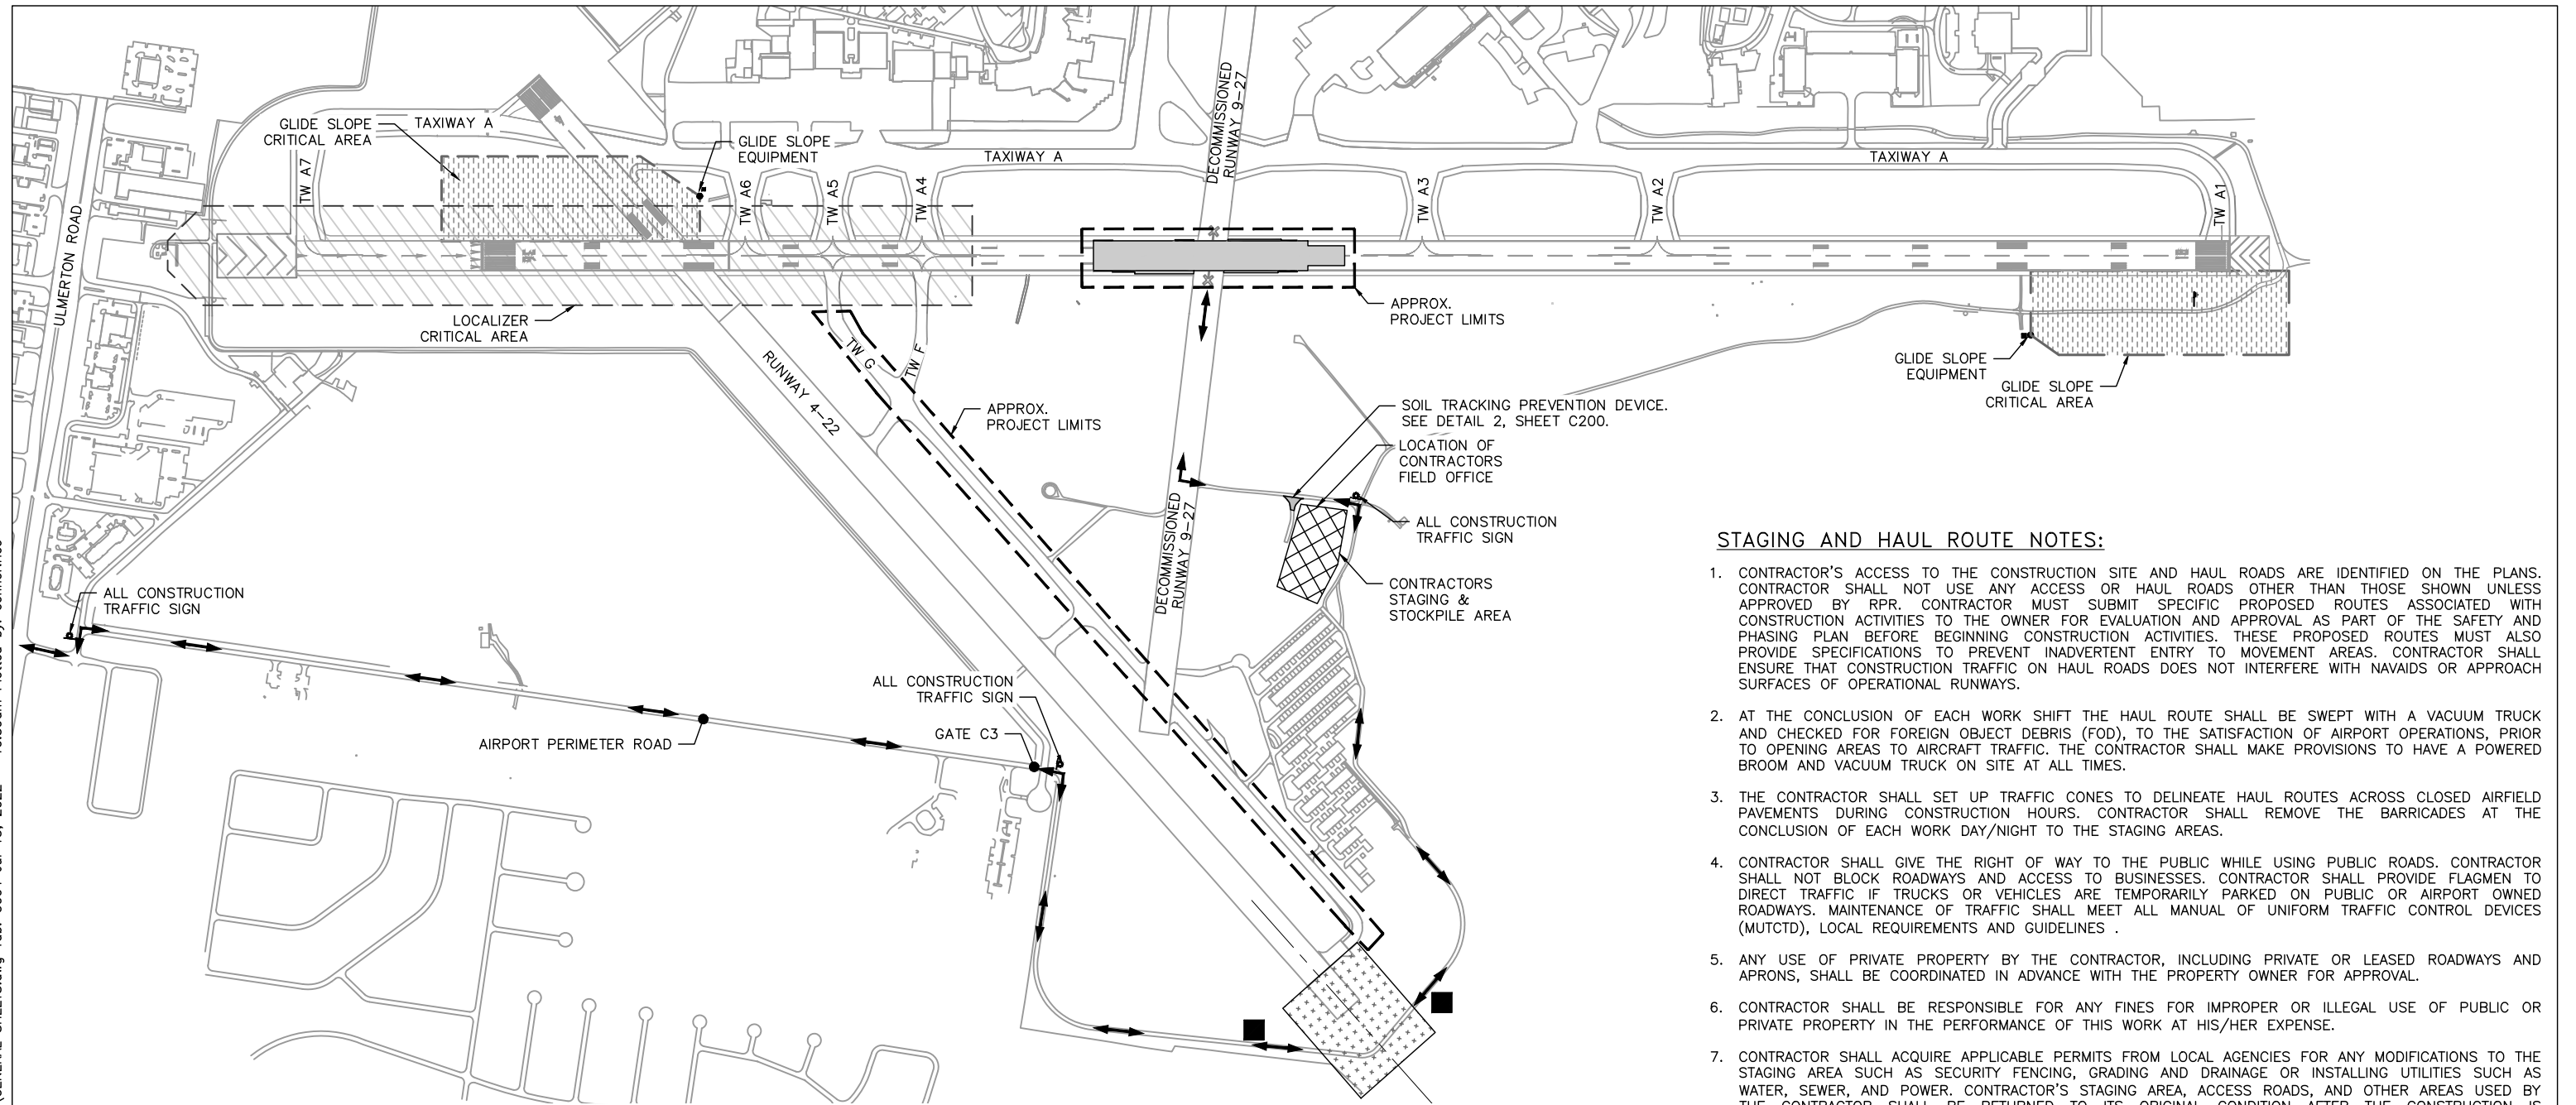 GLIDE SLOPE
CRITICAL AREA
TAXIWAY A
GLIDE SLOPE
EQUIPMENT
TAXIWAY A
DECOMMISSIONED
RUNWAY 9-27
TAXIWAY A
TW A7
TW A6
TW A5
TW A4
TW A3
TW A2
TW A1
ULMERTON ROAD
LOCALIZER
CRITICAL AREA
APPROX.
PROJECT LIMITS
TW G
TW F
RUNWAY 4-22
GLIDE SLOPE
EQUIPMENT
GLIDE SLOPE
CRITICAL AREA
APPROX.
PROJECT LIMITS
SOIL TRACKING PREVENTION DEVICE.
SEE DETAIL 2, SHEET C200.
LOCATION OF
CONTRACTORS
FIELD OFFICE
DECOMMISSIONED
RUNWAY 9-27
ALL CONSTRUCTION
TRAFFIC SIGN
CONTRACTORS
STAGING &
STOCKPILE AREA
ALL CONSTRUCTION
TRAFFIC SIGN
ALL CONSTRUCTION
TRAFFIC SIGN
GATE C3
AIRPORT PERIMETER ROAD
STAGING AND HAUL ROUTE NOTES:
1. CONTRACTOR'S ACCESS TO THE CONSTRUCTION SITE AND HAUL ROADS ARE IDENTIFIED ON THE PLANS.
CONTRACTOR SHALL NOT USE ANY ACCESS OR HAUL ROADS OTHER THAN THOSE SHOWN UNLESS
APPROVED BY RPR. CONTRACTOR MUST SUBMIT SPECIFIC PROPOSED ROUTES ASSOCIATED WITH
CONSTRUCTION ACTIVITIES TO THE OWNER FOR EVALUATION AND APPROVAL AS PART OF THE SAFETY AND
PHASING PLAN BEFORE BEGINNING CONSTRUCTION ACTIVITIES. THESE PROPOSED ROUTES MUST ALSO
PROVIDE SPECIFICATIONS TO PREVENT INADVERTENT ENTRY TO MOVEMENT AREAS. CONTRACTOR SHALL
ENSURE THAT CONSTRUCTION TRAFFIC ON HAUL ROADS DOES NOT INTERFERE WITH NAVAIDS OR APPROACH
SURFACES OF OPERATIONAL RUNWAYS.
2. AT THE CONCLUSION OF EACH WORK SHIFT THE HAUL ROUTE SHALL BE SWEPT WITH A VACUUM TRUCK
AND CHECKED FOR FOREIGN OBJECT DEBRIS (FOD), TO THE SATISFACTION OF AIRPORT OPERATIONS, PRIOR
TO OPENING AREAS TO AIRCRAFT TRAFFIC. THE CONTRACTOR SHALL MAKE PROVISIONS TO HAVE A POWERED
BROOM AND VACUUM TRUCK ON SITE AT ALL TIMES.
3. THE CONTRACTOR SHALL SET UP TRAFFIC CONES TO DELINEATE HAUL ROUTES ACROSS CLOSED AIRFIELD
PAVEMENTS DURING CONSTRUCTION HOURS. CONTRACTOR SHALL REMOVE THE BARRICADES AT THE
CONCLUSION OF EACH WORK DAY/NIGHT TO THE STAGING AREAS.
4. CONTRACTOR SHALL GIVE THE RIGHT OF WAY TO THE PUBLIC WHILE USING PUBLIC ROADS. CONTRACTOR
SHALL NOT BLOCK ROADWAYS AND ACCESS TO BUSINESSES. CONTRACTOR SHALL PROVIDE FLAGMEN TO
DIRECT TRAFFIC IF TRUCKS OR VEHICLES ARE TEMPORARILY PARKED ON PUBLIC OR AIRPORT OWNED
ROADWAYS. MAINTENANCE OF TRAFFIC SHALL MEET ALL MANUAL OF UNIFORM TRAFFIC CONTROL DEVICES
(MUTCTD), LOCAL REQUIREMENTS AND GUIDELINES .
5. ANY USE OF PRIVATE PROPERTY BY THE CONTRACTOR, INCLUDING PRIVATE OR LEASED ROADWAYS AND
APRONS, SHALL BE COORDINATED IN ADVANCE WITH THE PROPERTY OWNER FOR APPROVAL.
6. CONTRACTOR SHALL BE RESPONSIBLE FOR ANY FINES FOR IMPROPER OR ILLEGAL USE OF PUBLIC OR
PRIVATE PROPERTY IN THE PERFORMANCE OF THIS WORK AT HIS/HER EXPENSE.
7. CONTRACTOR SHALL ACQUIRE APPLICABLE PERMITS FROM LOCAL AGENCIES FOR ANY MODIFICATIONS TO THE
STAGING AREA SUCH AS SECURITY FENCING, GRADING AND DRAINAGE OR INSTALLING UTILITIES SUCH AS
WATER, SEWER, AND POWER. CONTRACTOR'S STAGING AREA, ACCESS ROADS, AND OTHER AREAS USED BY
THE CONTRACTOR SHALL BE RETURNED TO ITS ORIGINAL CONDITION AFTER THE CONSTRUCTION IS